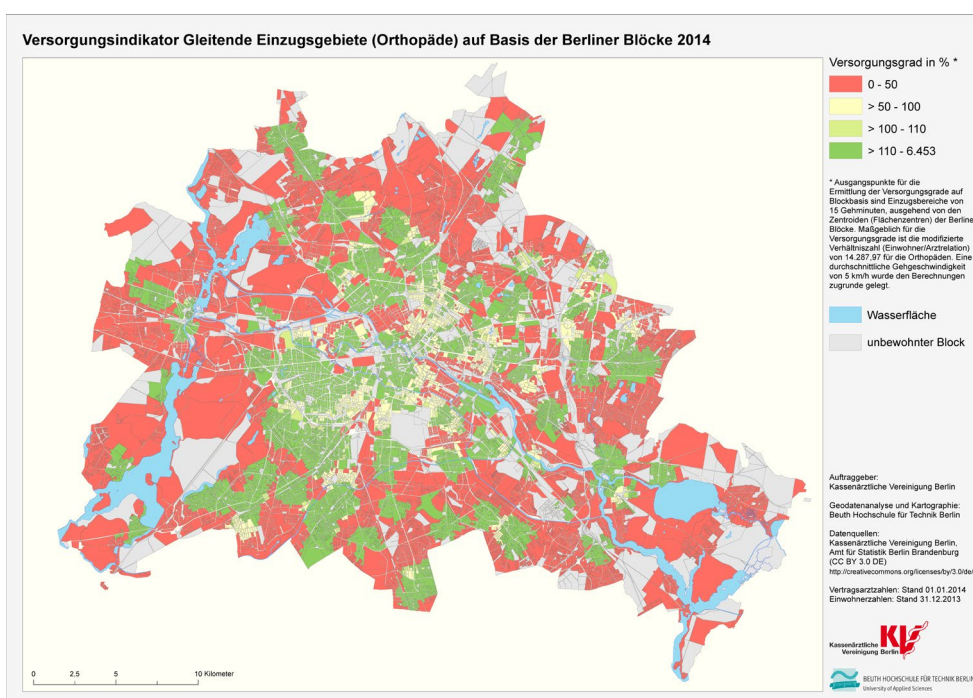 Versorgungsindikator Gleitende Einzugsgebiete (Orthopäde) auf Basis der Berliner Blöcke 2014
Versorgungsgrad in % *
0 - 50
> 50 - 100
> 100 - 110
> 110 - 6.453
* Ausgangspunkte für die
Ermittlung der Versorgungsgrade auf
Blockbasis sind Einzugsbereiche von
15 Gehminuten, ausgehend von den
Zentroiden (Flächenzentren) der Berliner
Blöcke. Maßgeblich für die
Versorgungsgrade ist die modifizierte
Verhältniszahl (Einwohner/Arztrelation)
von 14.287,97 für die Orthopäden. Eine
durchschnittliche Gehgeschwindigkeit
von 5 km/h wurde den Berechnungen
zugrunde gelegt.
Wasserfläche
unbewohnter Block
Auftraggeber:
Kassenärztliche Vereinigung Berlin
Geodatenanalyse und Kartographie:
Beuth Hochschule für Technik Berlin
Datenquellen:
Kassenärztliche Vereinigung Berlin,
Amt für Statistik Berlin Brandenburg
(CC BY 3.0 DE)
http://creativecommons.org/licenses/by/3.0/de/
Vertragsarztzahlen: Stand 01.01.2014
Einwohnerzahlen: Stand 31.12.2013
Kassenärztliche KV
Vereinigung Berlin
BEUTH HOCHSCHULE FÜR TECHNIK BERLIN
University of Applied Sciences
0 2,5 5 10 Kilometer